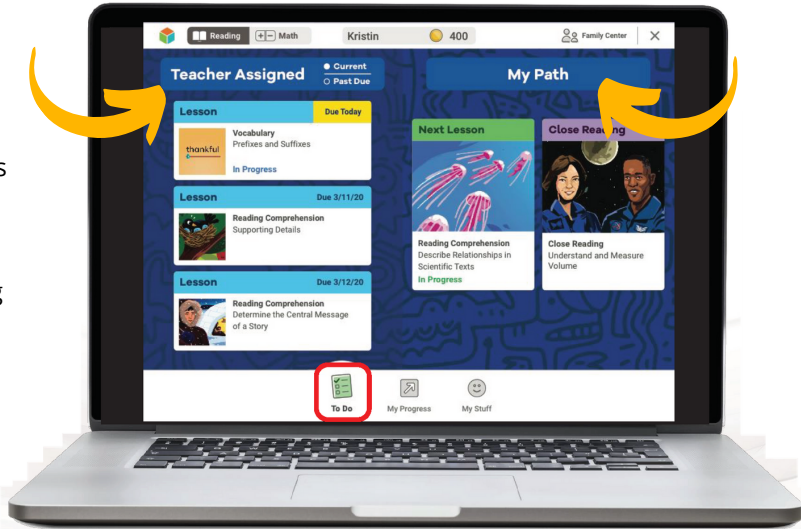 Reading
Math
Kristin
400
Family Center
Teacher Assigned
Current
Past Due
My Path
Lesson
Due Today
thankful
Vocabulary
Prefixes and Suffixes
In Progress
Lesson
Due 3/11/20
Reading Comprehension
Supporting Details
Lesson
Due 3/12/20
Reading Comprehension
Determine the Central Message
of a Story
Next Lesson
Reading Comprehension
Describe Relationships in
Scientific Texts
In Progress
Close Reading
Close Reading
Understand and Measure
Volume
To Do
My Progress
My Stuff
s
g